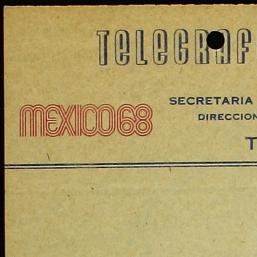 TELEGRAF
MEXICO68
SECRETARIA
DIRECCION
T